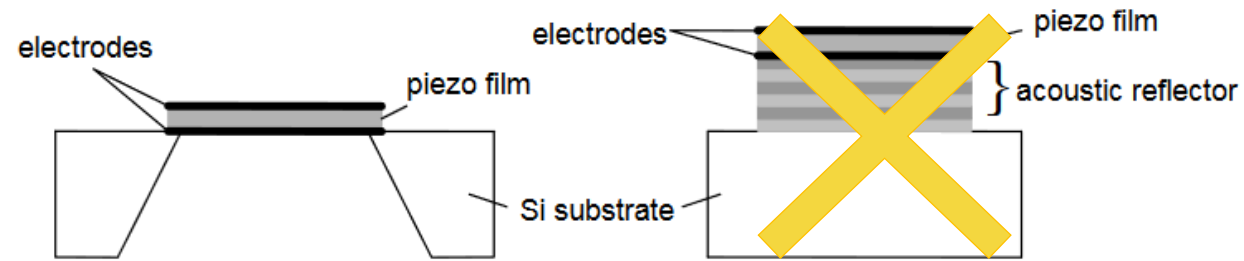 electrodes
piezo film
Si substrate
electrodes
piezo film
acoustic reflector